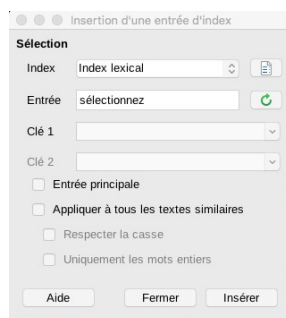 Insertion d'une entrée d'index
Sélection
Index Index lexical
Entrée sélectionnez
Clé 1
Clé 2
Entrée principale
Appliquer à tous les textes similaires
Respecter la casse
Uniquement les mots entiers
Aide Fermer Insérer